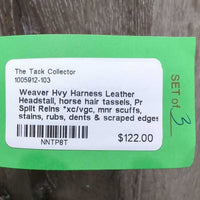 The Tack Collector
1005912-103
Weaver Hvy Harness Leather
Headstall, horse hair tassels, Pr
Split Reins *xc/vgc, mnr scuffs,
stains, rubs, dents & scraped edges
NNTP8T
$122.00
SET of 3